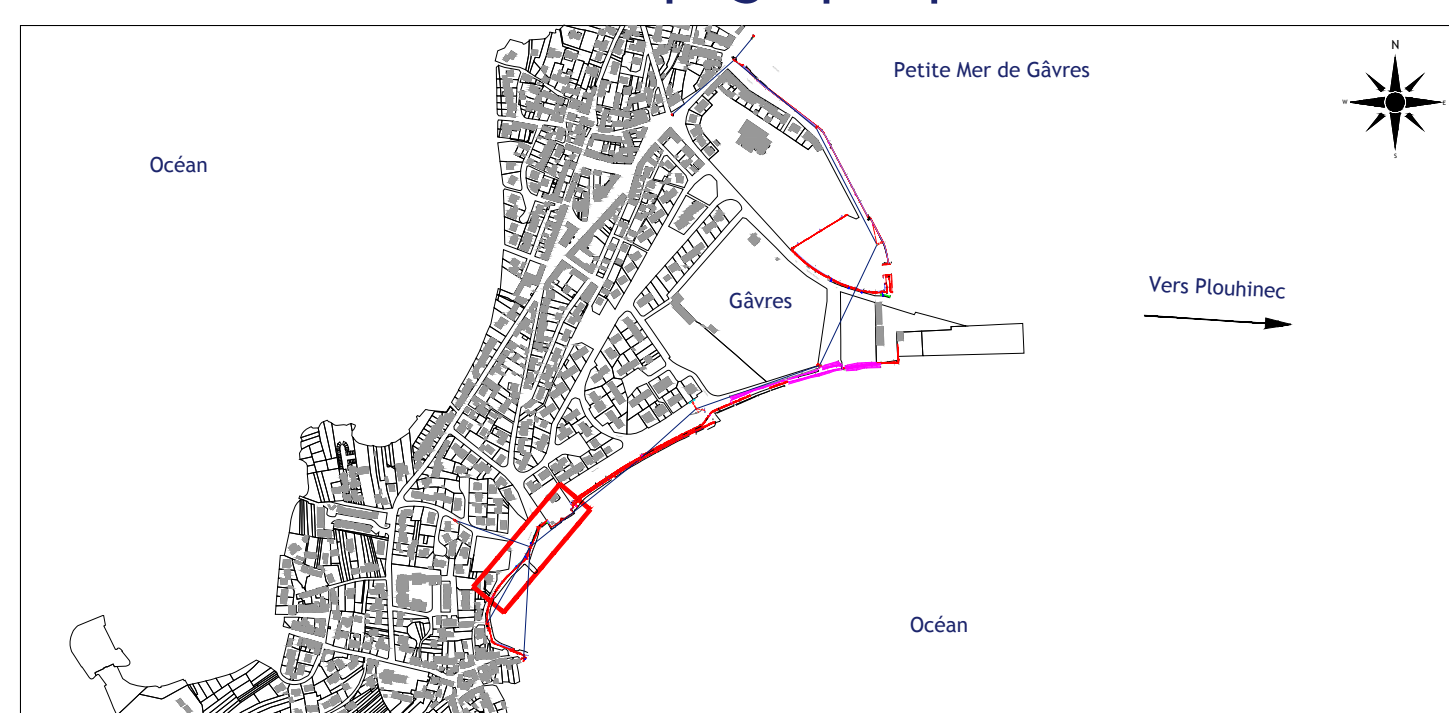 N
Petite Mer de Gâvres
W
E
S
Océan
Vers Plouhinec
Gâvres
Océan